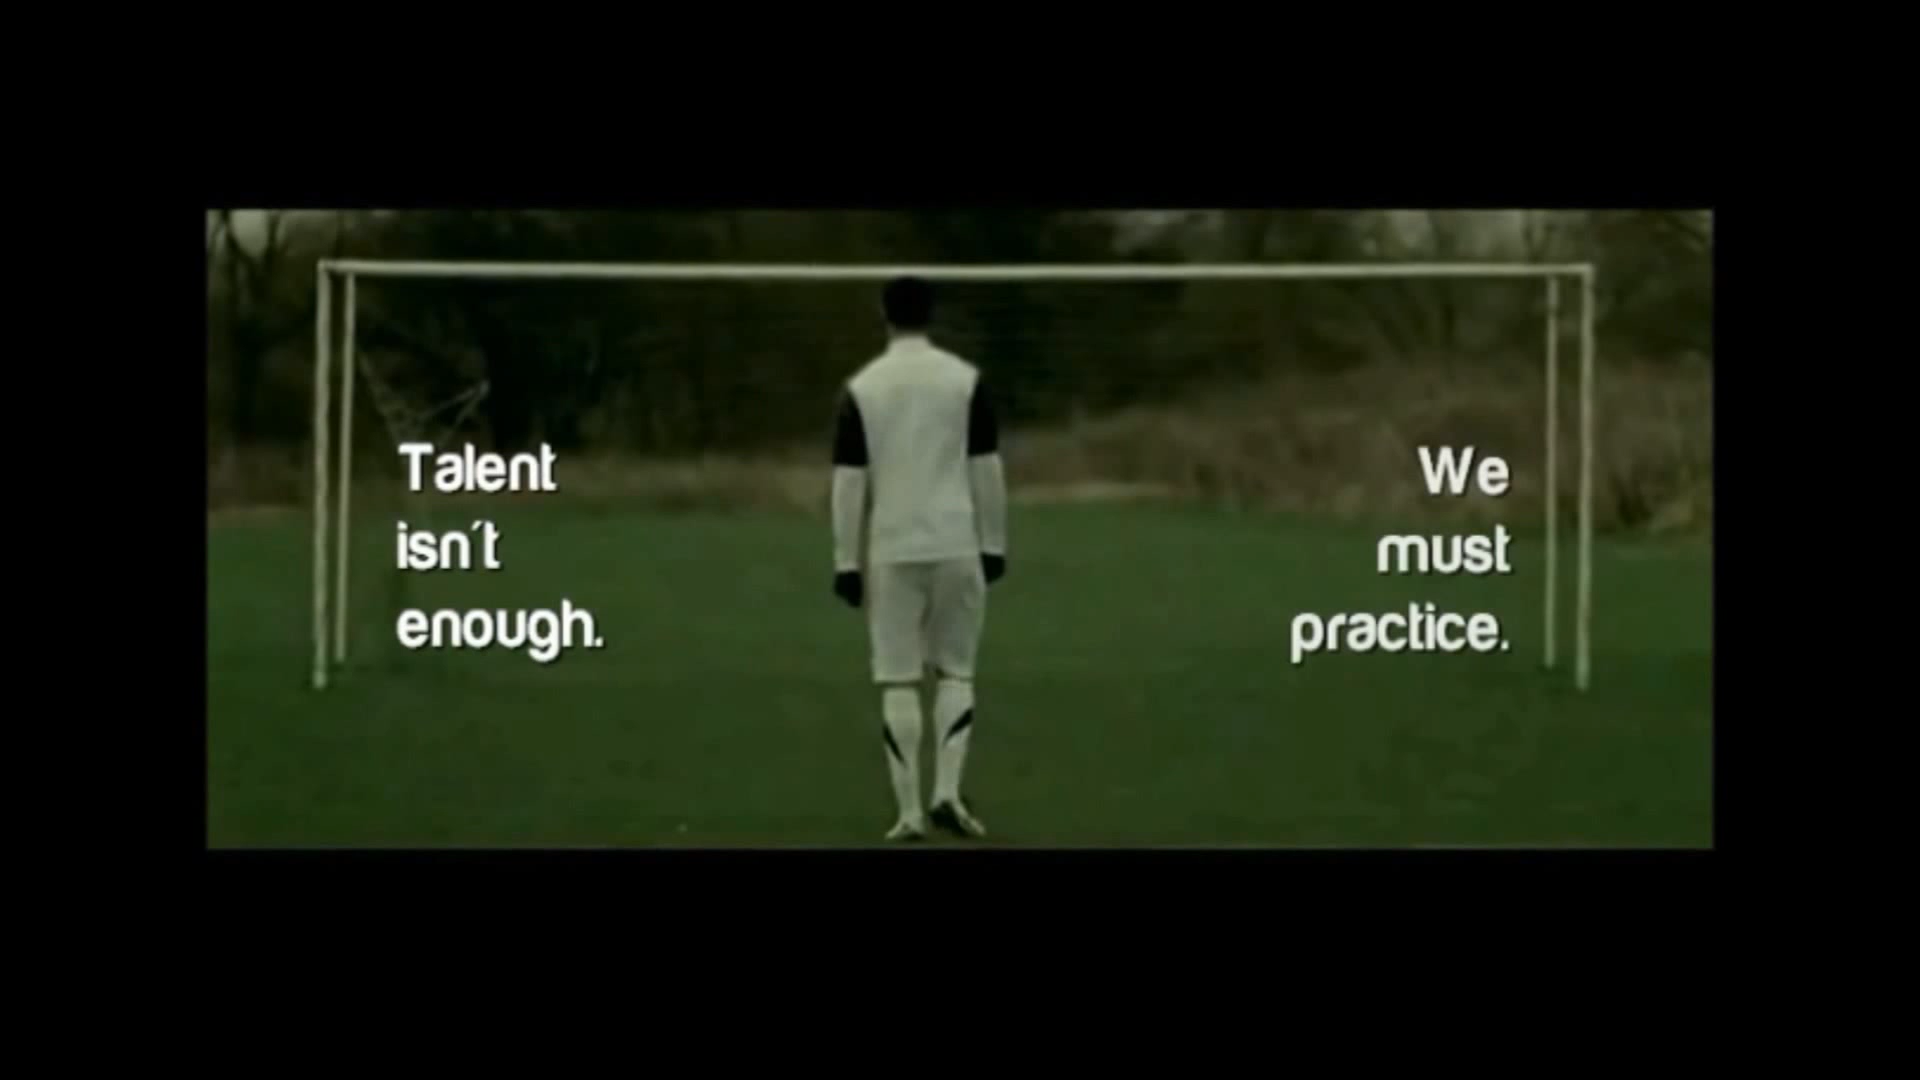 Talent
isn´t
enough.
We
must
practice.